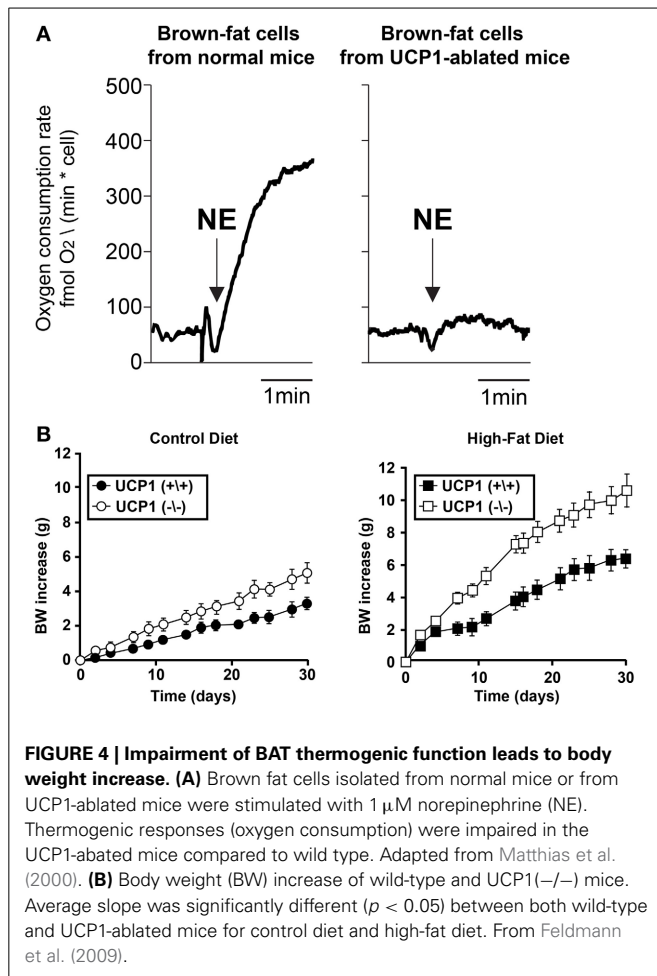 A
Brown-fat cells
from normal mice
Brown-fat cells
from UCP1-ablated mice
Oxygen consumption rate
fmol O2 \ (min * cell)
500
400
300
200
100
0
NE
NE
1min
1min
B
Control Diet
High-Fat Diet
BW increase (g)
12
10
8
6
4
2
0
UCP1 (+\+)
UCP1 (-\-)
0 10 20 30
Time (days)
BW increase (g)
12
10
8
6
4
2
0
UCP1 (+\+)
UCP1 (-\-)
0 10 20 30
Time (days)
FIGURE 4 | Impairment of BAT thermogenic function leads to body
weight increase. (A) Brown fat cells isolated from normal mice or from
UCP1-ablated mice were stimulated with 1 μM norepinephrine (NE).
Thermogenic responses (oxygen consumption) were impaired in the
UCP1-abated mice compared to wild type. Adapted from Matthias et al.
(2000). (B) Body weight (BW) increase of wild-type and UCP1(−/−) mice.
Average slope was significantly different (p < 0.05) between both wild-type
and UCP1-ablated mice for control diet and high-fat diet. From Feldmann
et al. (2009).